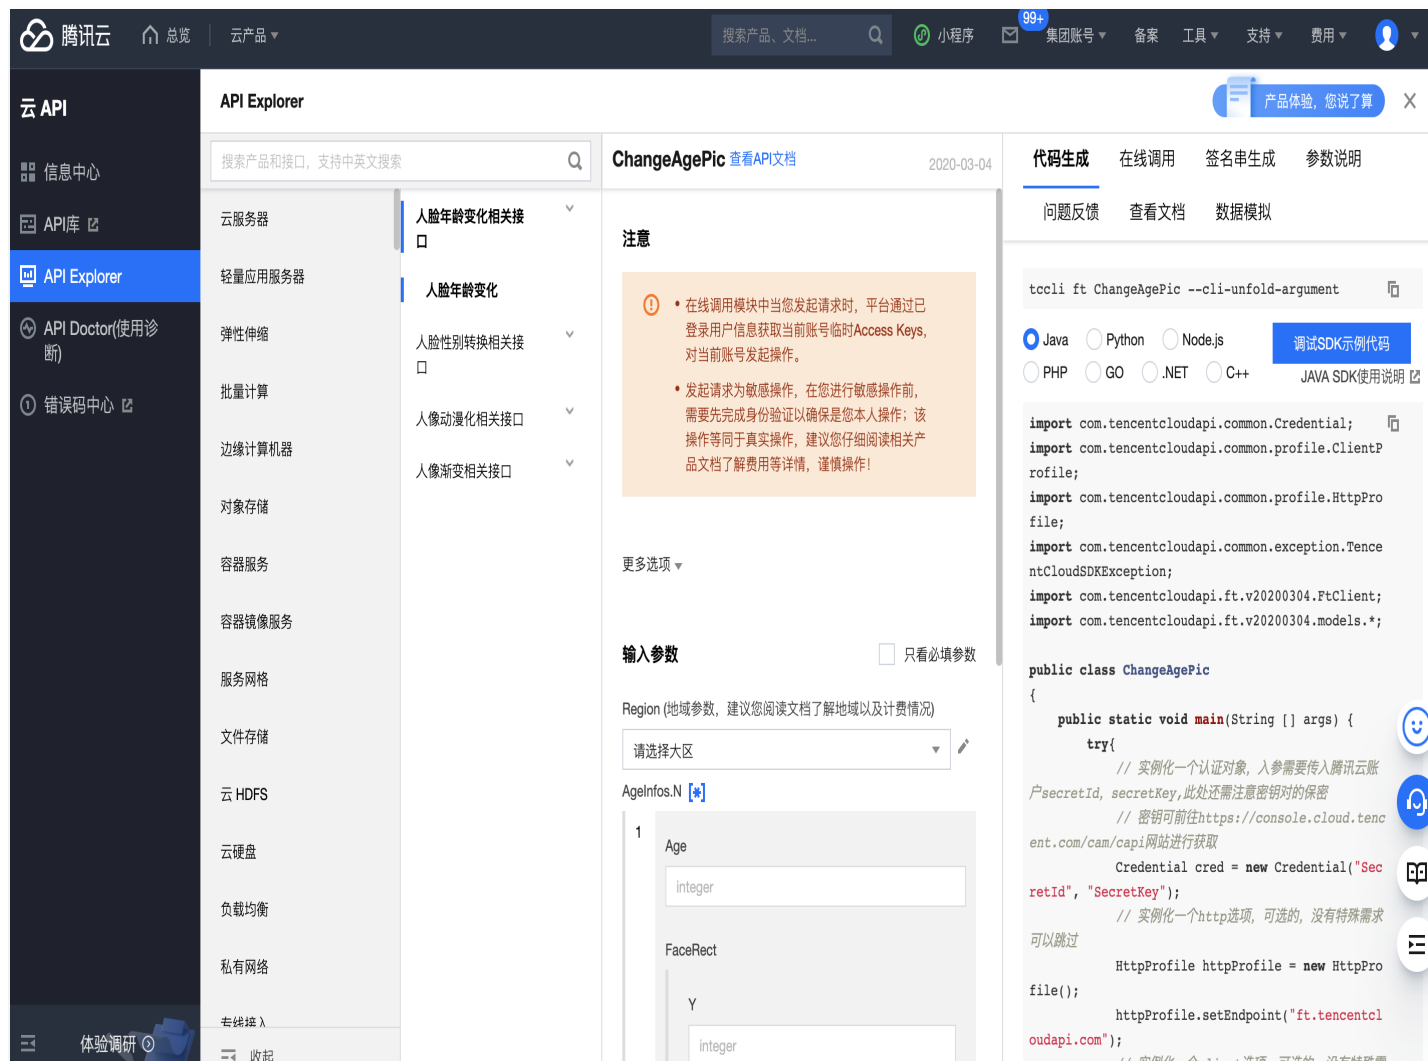 腾讯云
总览
云产品
搜索产品、文档...
小程序
99+
集团账号
备案
工具
支持
费用
云 API
信息中心
API库
API Explorer
API Doctor(使用诊
断)
错误码中心
体验调研
API Explorer
产品体验，您说了算
搜索产品和接口，支持中英文搜索
云服务器
轻量应用服务器
弹性伸缩
批量计算
边缘计算机器
对象存储
容器服务
容器镜像服务
服务网格
文件存储
云 HDFS
云硬盘
负载均衡
私有网络
专线接入
收起
人脸年龄变化相关接
口
人脸年龄变化
人脸性别转换相关接
口
人像动漫化相关接口
人像渐变相关接口
ChangeAgePic 查看API文档
2020-03-04
注意
• 在线调用模块中当您发起请求时，平台通过已
登录用户信息获取当前账号临时Access Keys，
对当前账号发起操作。
• 发起请求为敏感操作，在您进行敏感操作前，
需要先完成身份验证以确保是您本人操作；该
操作等同于真实操作，建议您仔细阅读相关产
品文档了解费用等详情，谨慎操作！
更多选项
输入参数
只看必填参数
Region (地域参数，建议您阅读文档了解地域以及计费情况)
请选择大区
AgeInfos.N [*]
1
Age
integer
FaceRect
Y
integer
代码生成
在线调用
签名串生成
参数说明
问题反馈
查看文档
数据模拟
tccli ft ChangeAgePic --cli-unfold-argument
Java
Python
Node.js
PHP
GO
.NET
C++
调试SDK示例代码
JAVA SDK使用说明
import com.tencentcloudapi.common.Credential;
import com.tencentcloudapi.common.profile.ClientP
rofile;
import com.tencentcloudapi.common.profile.HttpPro
file;
import com.tencentcloudapi.common.exception.Tence
ntCloudSDKException;
import com.tencentcloudapi.ft.v20200304.FtClient;
import com.tencentcloudapi.ft.v20200304.models.*;
public class ChangeAgePic
{
public static void main(String [] args) {
try{
// 实例化一个认证对象，入参需要传入腾讯云账
户secretId，secretKey,此处还需注意密钥对的保密
// 密钥可前往https://console.cloud.tenc
ent.com/cam/capi网站进行获取
Credential cred = new Credential("Sec
retId", "SecretKey");
// 实例化一个http选项，可选的，没有特殊需求
可以跳过
HttpProfile httpProfile = new HttpPro
file();
httpProfile.setEndpoint("ft.tencentcl
oudapi.com");
// 实例化一个client选项，可选的，没有特殊需